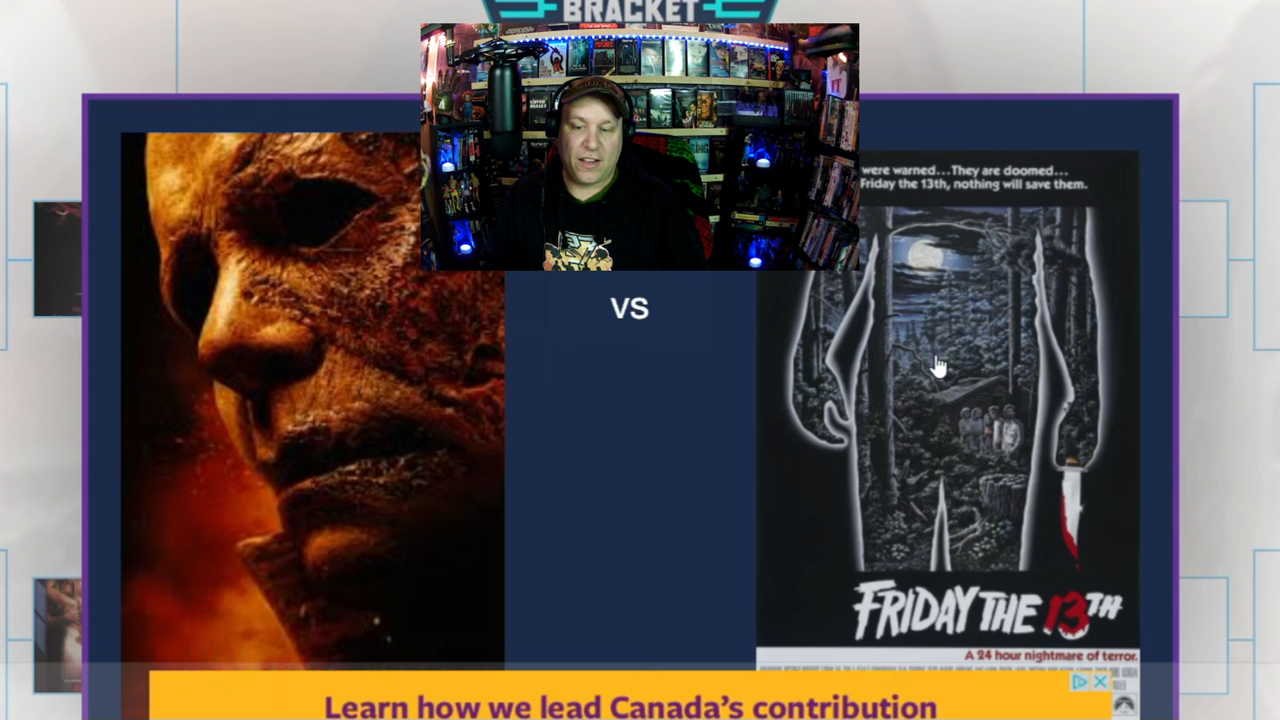 BRACKET
were warned...They are doomed...
Friday the 13th, nothing will save them.
VS
FRIDAY THE 13TH
A 24 hour nightmare of terror.
Learn how we lead Canada's contribution